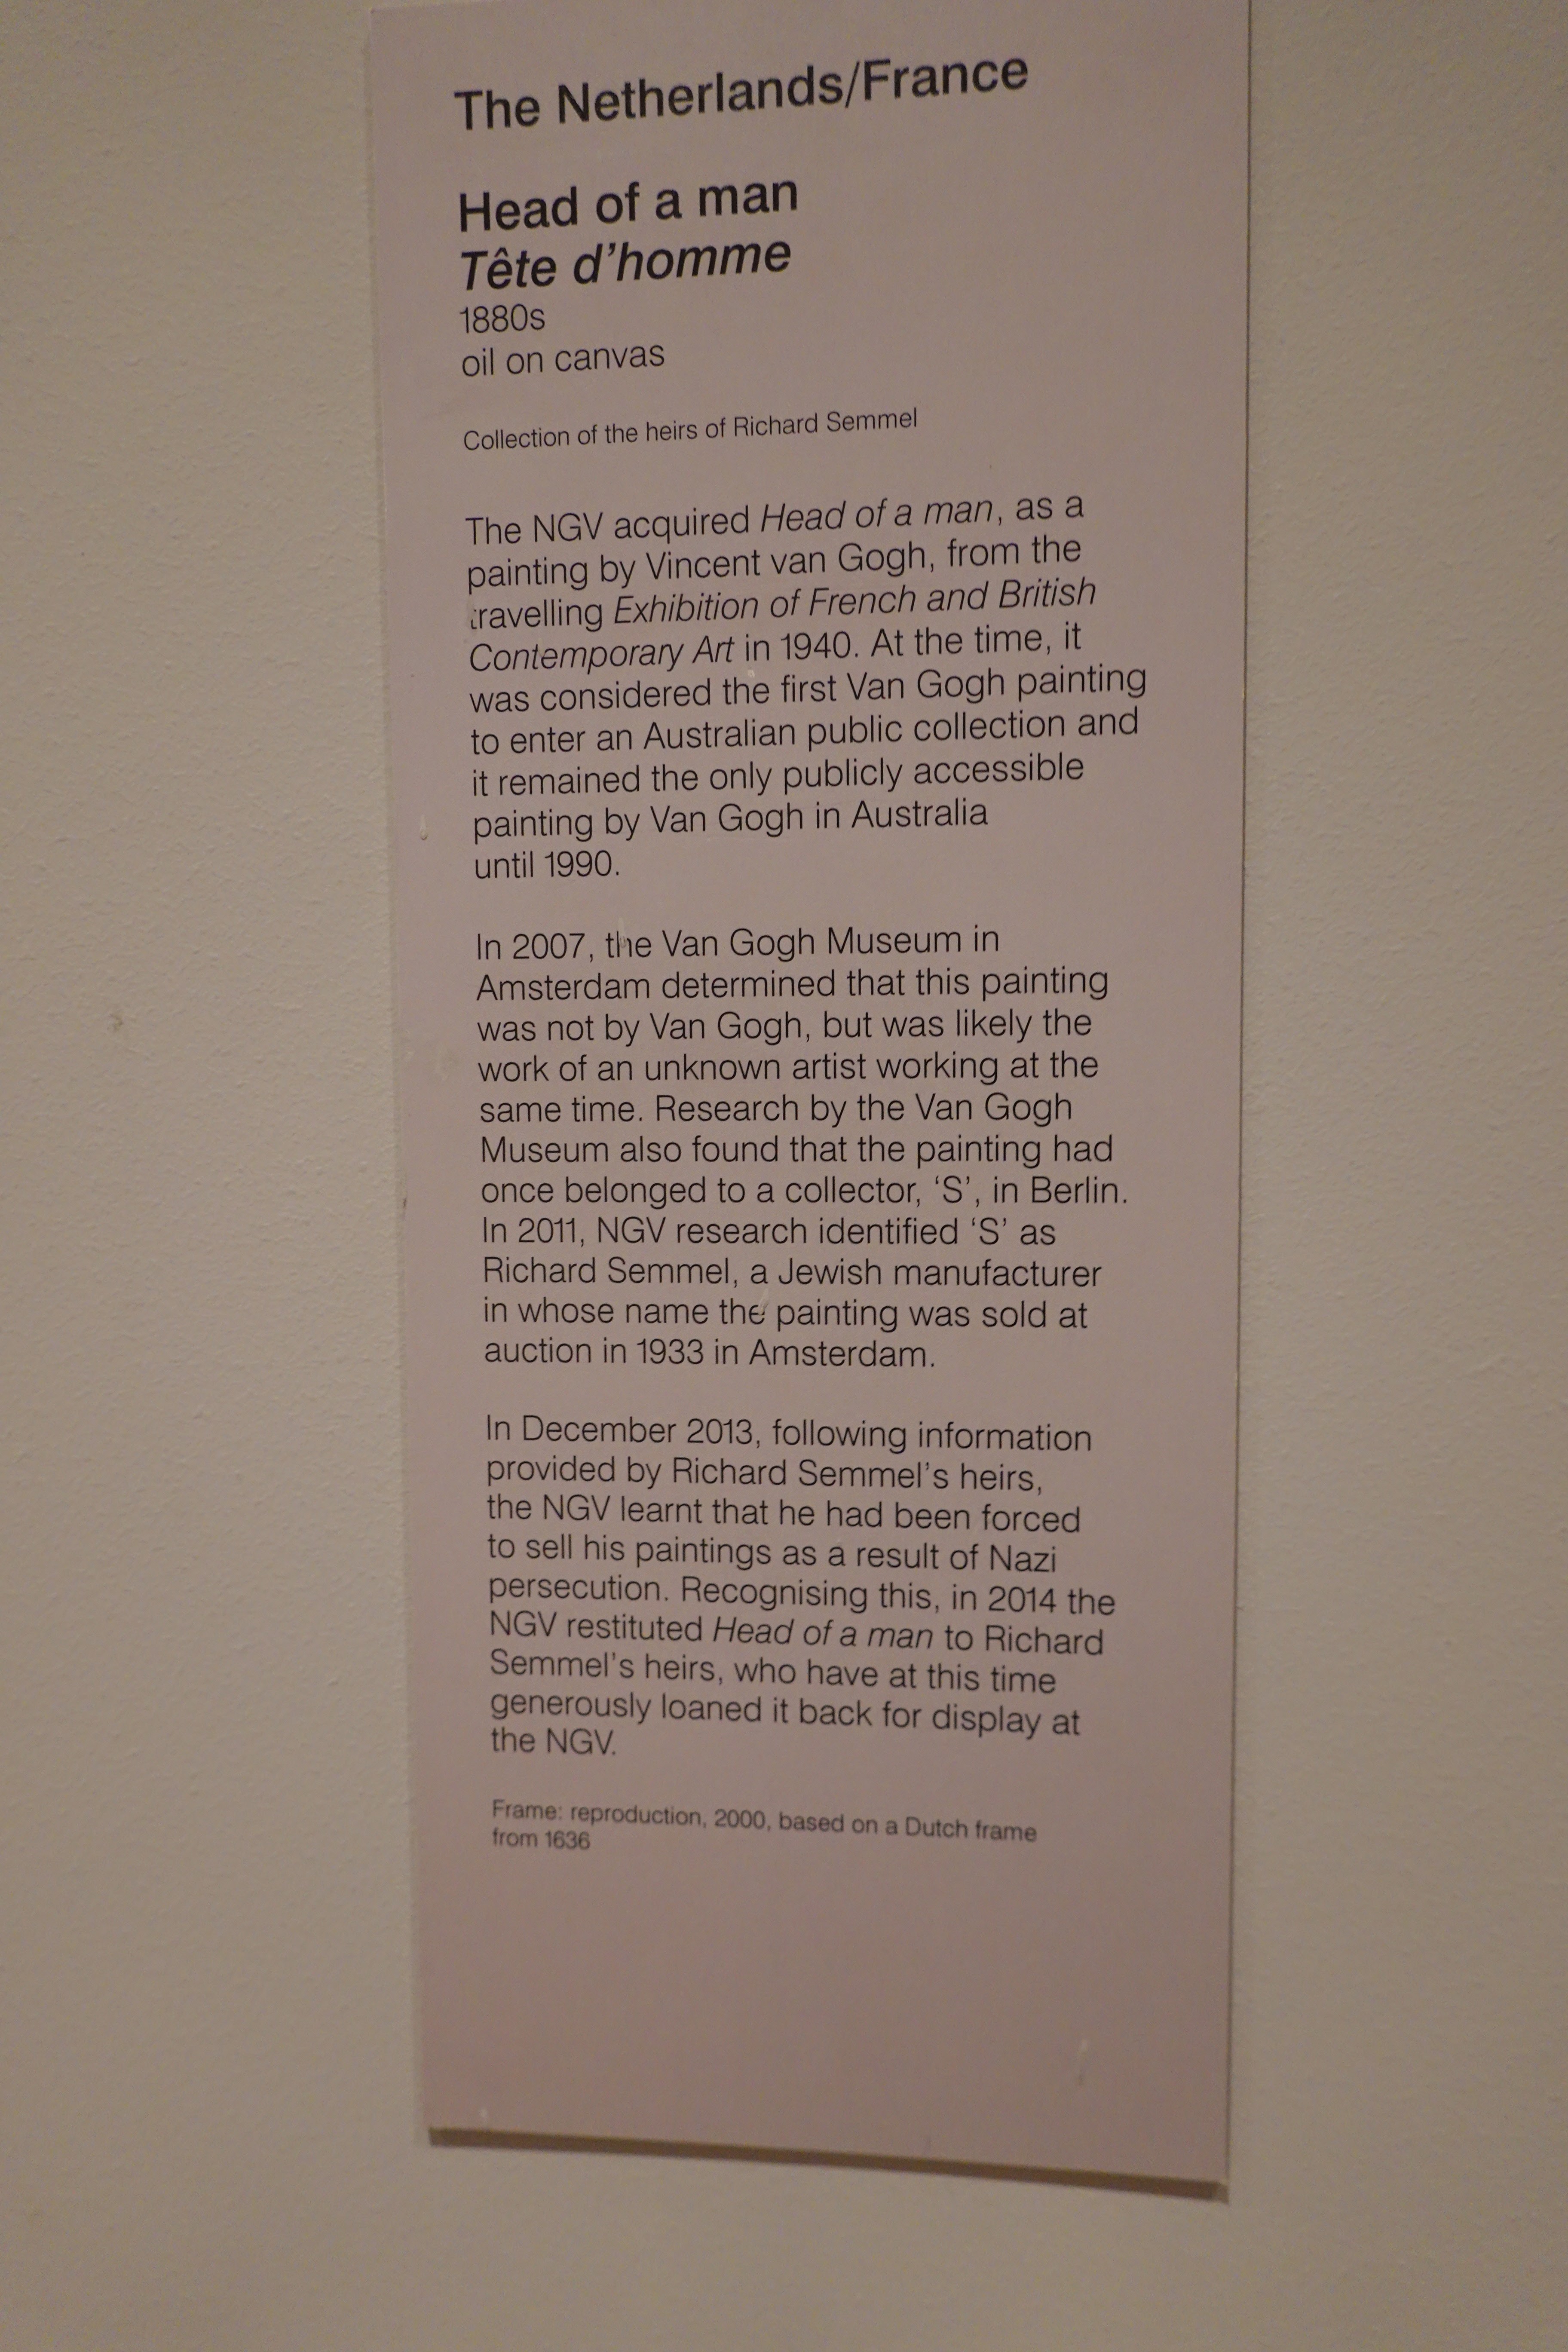 The Netherlands/France
Head of a man
Tête d'homme
1880s
oil on canvas
Collection of the heirs of Richard Semmel
The NGV acquired Head of a man, as a
painting by Vincent van Gogh, from the
travelling Exhibition of French and British
Contemporary Art in 1940. At the time, it
was considered the first Van Gogh painting
to enter an Australian public collection and
it remained the only publicly accessible
painting by Van Gogh in Australia
until 1990.
In 2007, the Van Gogh Museum in
Amsterdam determined that this painting
was not by Van Gogh, but was likely the
work of an unknown artist working at the
same time. Research by the Van Gogh
Museum also found that the painting had
once belonged to a collector, ‘S’, in Berlin.
In 2011, NGV research identified ‘S’ as
Richard Semmel, a Jewish manufacturer
in whose name the painting was sold at
auction in 1933 in Amsterdam.
In December 2013, following information
provided by Richard Semmel's heirs,
the NGV learnt that he had been forced
to sell his paintings as a result of Nazi
persecution. Recognising this, in 2014 the
NGV restituted Head of a man to Richard
Semmel's heirs, who have at this time
generously loaned it back for display at
the NGV.
Frame: reproduction, 2000, based on a Dutch frame
from 1636